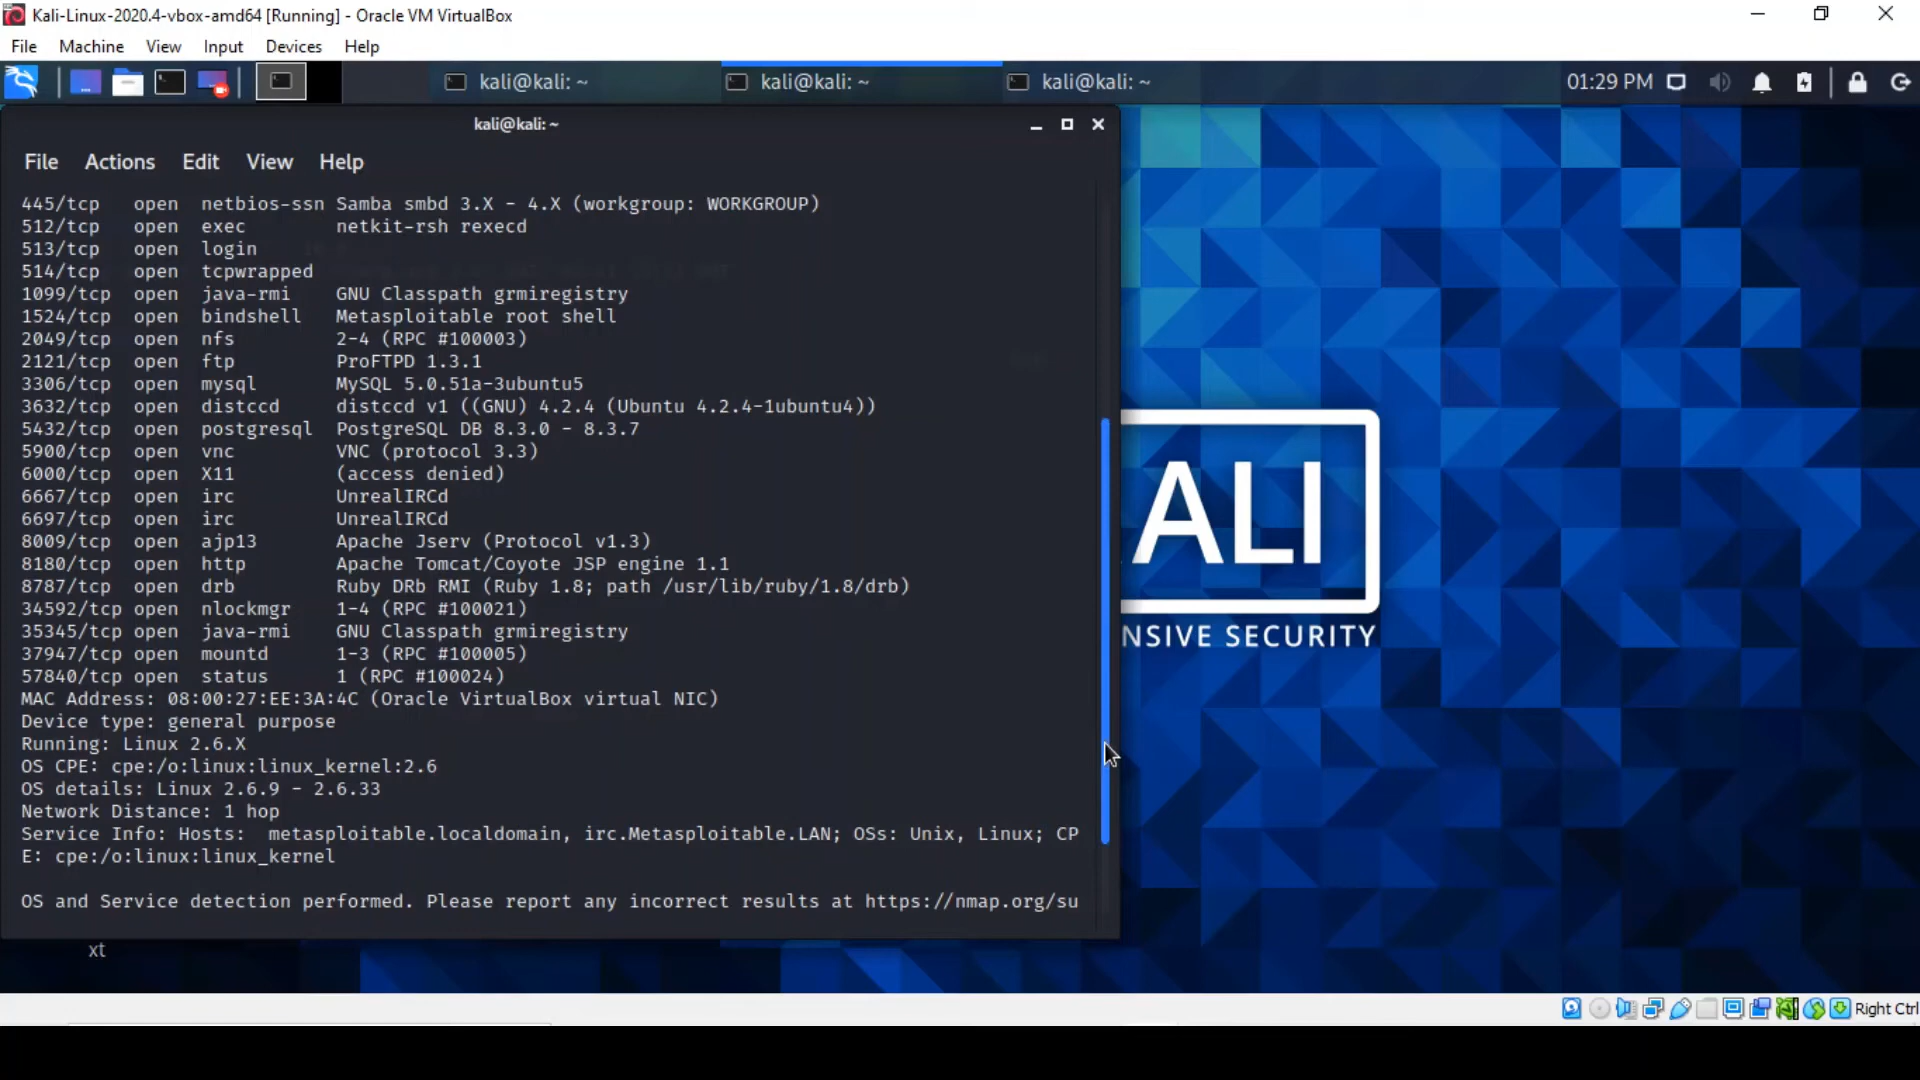 Kali-Linux-2020.4-vbox-amd64 [Running] - Oracle VM VirtualBox
File Machine View Input Devices Help
kali@kali: ~ kali@kali: ~ kali@kali: ~ 01:29 PM
kali@kali: ~
File Actions Edit View Help
445/tcp open netbios-ssn Samba smbd 3.X - 4.X (workgroup: WORKGROUP)
512/tcp open exec netkit-rsh rexecd
513/tcp open login
514/tcp open tcpwrapped
1099/tcp open java-rmi GNU Classpath grmiregistry
1524/tcp open bindshell Metasploitable root shell
2049/tcp open nfs 2-4 (RPC #100003)
2121/tcp open ftp ProFTPD 1.3.1
3306/tcp open mysql MySQL 5.0.51a-3ubuntu5
3632/tcp open distccd distccd v1 ((GNU) 4.2.4 (Ubuntu 4.2.4-1ubuntu4))
5432/tcp open postgresql PostgreSQL DB 8.3.0 - 8.3.7
5900/tcp open vnc VNC (protocol 3.3)
6000/tcp open X11 (access denied)
6667/tcp open irc UnrealIRCd
6697/tcp open irc UnrealIRCd
8009/tcp open ajp13 Apache Jserv (Protocol v1.3)
8180/tcp open http Apache Tomcat/Coyote JSP engine 1.1
8787/tcp open drb Ruby DRb RMI (Ruby 1.8; path /usr/lib/ruby/1.8/drb)
34592/tcp open nlockmgr 1-4 (RPC #100021)
35345/tcp open java-rmi GNU Classpath grmiregistry
37947/tcp open mountd 1-3 (RPC #100005)
57840/tcp open status 1 (RPC #100024)
MAC Address: 08:00:27:EE:3A:4C (Oracle VirtualBox virtual NIC)
Device type: general purpose
Running: Linux 2.6.X
OS CPE: cpe:/o:linux:linux_kernel:2.6
OS details: Linux 2.6.9 - 2.6.33
Network Distance: 1 hop
Service Info: Hosts:  metasploitable.localdomain, irc.Metasploitable.LAN; OSs: Unix, Linux; CP
E: cpe:/o:linux:linux_kernel
OS and Service detection performed. Please report any incorrect results at https://nmap.org/su
xt
ALI
NSIVE SECURITY
Right Ctrl